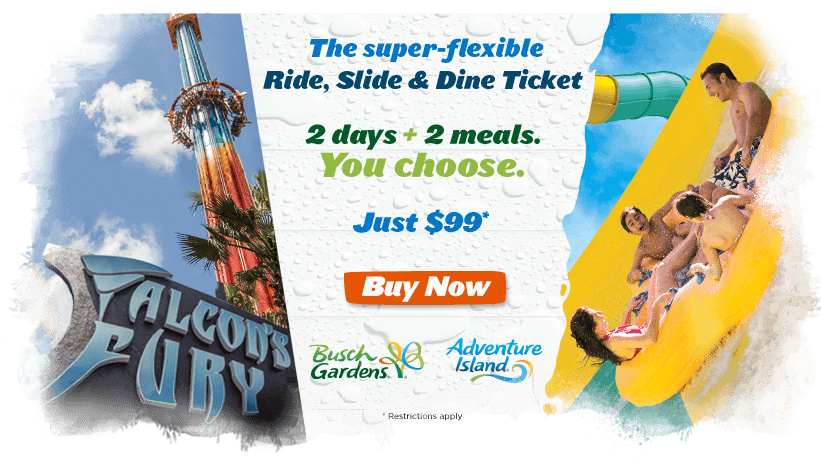 The super-flexible
Ride, Slide & Dine Ticket
2 days + 2 meals.
You choose.
Just $99*
Buy Now
FALCON'S
FURY
Busch
Gardens
Adventure
Island
* Restrictions apply